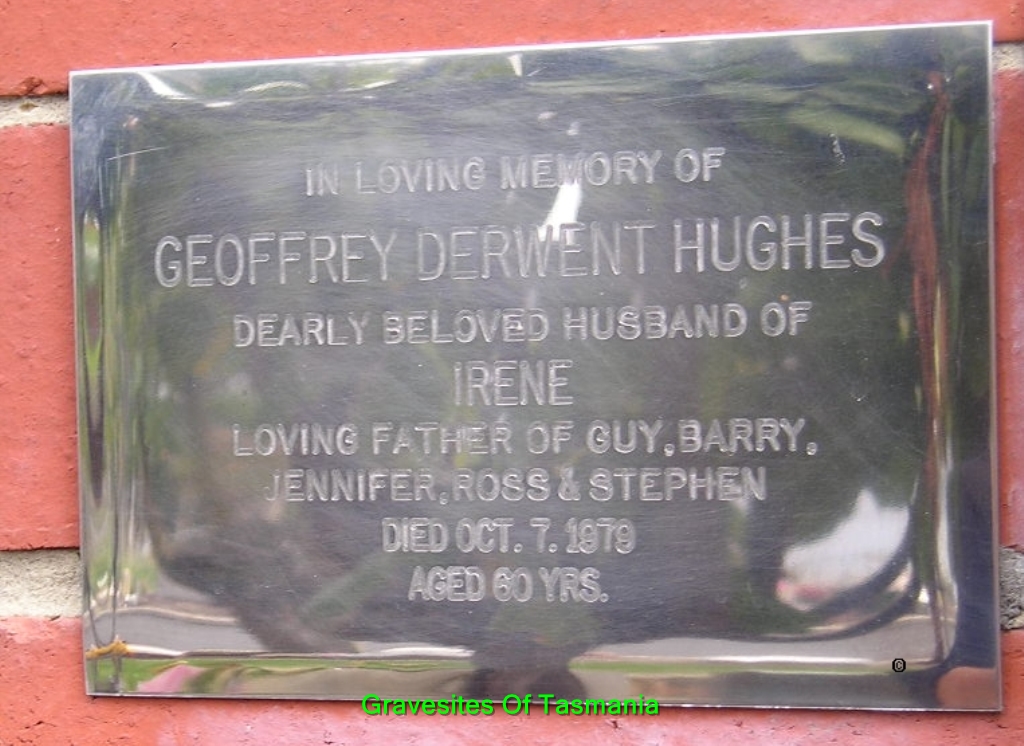 IN LOVING MEMORY OF
GEOFFREY DERWENT HUGHES
DEARLY BELOVED HUSBAND OF
IRENE
LOVING FATHER OF GUY, BARRY,
JENNIFER, ROSS & STEPHEN
DIED OCT. 7. 1979
AGED 60 YRS.
©
Gravesites Of Tasmania